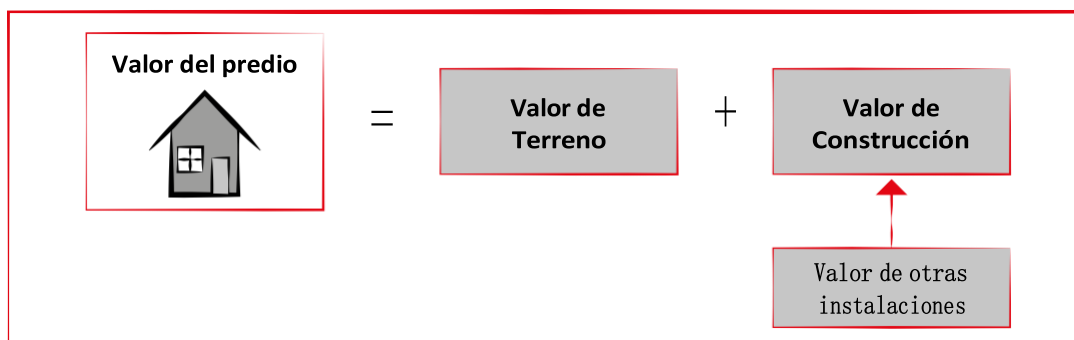 Valor del predio
=
Valor de
Terreno
+
Valor de
Construcción
Valor de otras
instalaciones